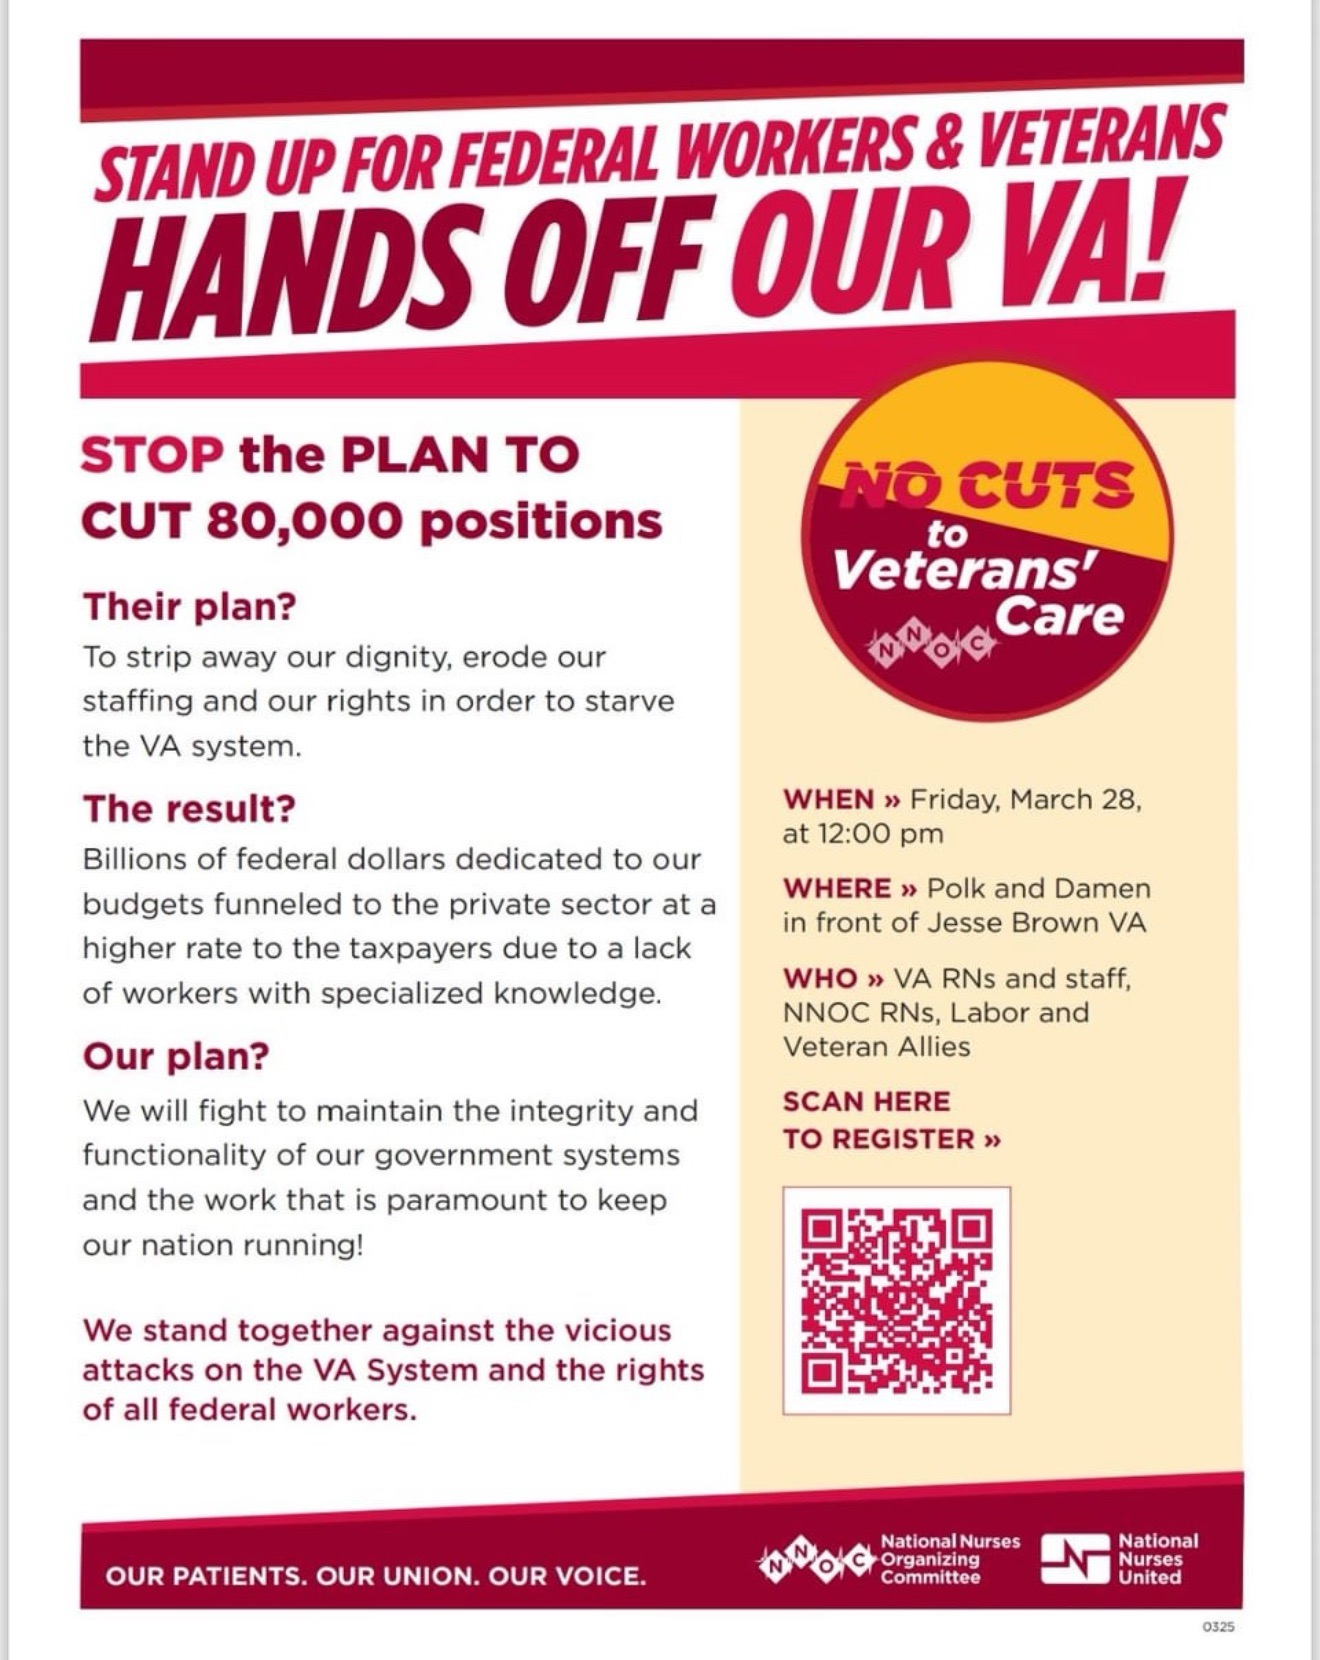 STAND UP FOR FEDERAL WORKERS & VETERANS
HANDS OFF OUR VA!
STOP the PLAN TO
CUT 80,000 positions
Their plan?
To strip away our dignity, erode our
staffing and our rights in order to starve
the VA system.
The result?
Billions of federal dollars dedicated to our
budgets funneled to the private sector at a
higher rate to the taxpayers due to a lack
of workers with specialized knowledge.
Our plan?
We will fight to maintain the integrity and
functionality of our government systems
and the work that is paramount to keep
our nation running!
We stand together against the vicious
attacks on the VA System and the rights
of all federal workers.
NO CUTS
to
Veterans'
Care
NNOC
WHEN » Friday, March 28,
at 12:00 pm
WHERE » Polk and Damen
in front of Jesse Brown VA
WHO » VA RNs and staff,
NNOC RNs, Labor and
Veteran Allies
SCAN HERE
TO REGISTER »
OUR PATIENTS. OUR UNION. OUR VOICE.
NNOC
National Nurses
Organizing
Committee
N
National
Nurses
United
0325